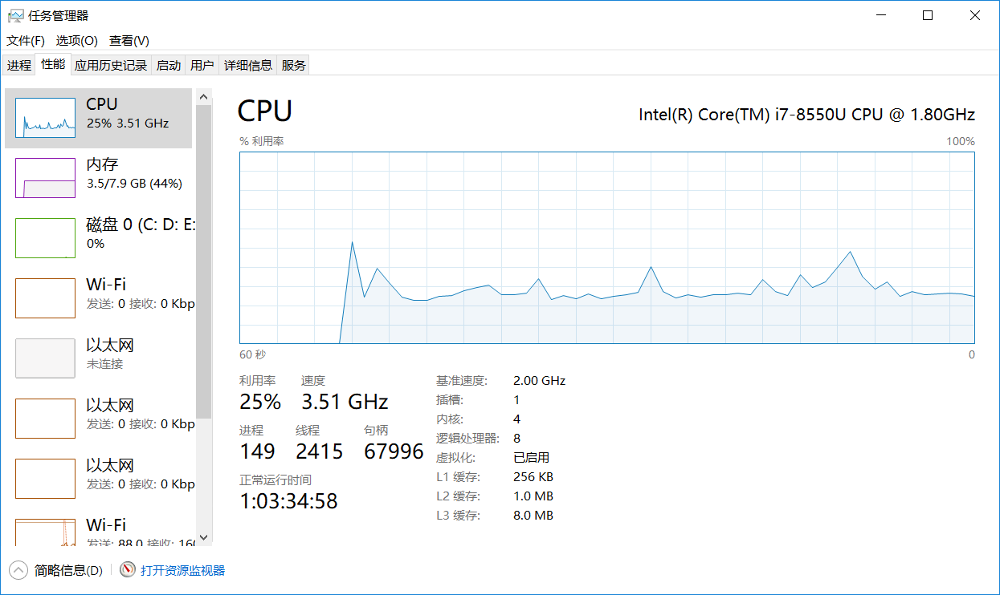 任务管理器
文件(F) 选项(O) 查看(V)
进程 性能 应用历史记录 启动 用户 详细信息 服务
CPU
25% 3.51 GHz
内存
3.5/7.9 GB (44%)
磁盘 0 (C: D: E:
0%
Wi-Fi
发送: 0 接收: 0 Kbp
以太网
未连接
以太网
发送: 0 接收: 0 Kbp
以太网
发送: 0 接收: 0 Kbp
Wi-Fi
发送: 88.0 接收: 160
CPU
Intel(R) Core(TM) i7-8550U CPU @ 1.80GHz
% 利用率 100%
60 秒 0
利用率 速度
25% 3.51 GHz
进程 线程 句柄
149 2415 67996
正常运行时间
1:03:34:58
基准速度: 2.00 GHz
插槽: 1
内核: 4
逻辑处理器: 8
虚拟化: 已启用
L1 缓存: 256 KB
L2 缓存: 1.0 MB
L3 缓存: 8.0 MB
简略信息(D) 打开资源监视器